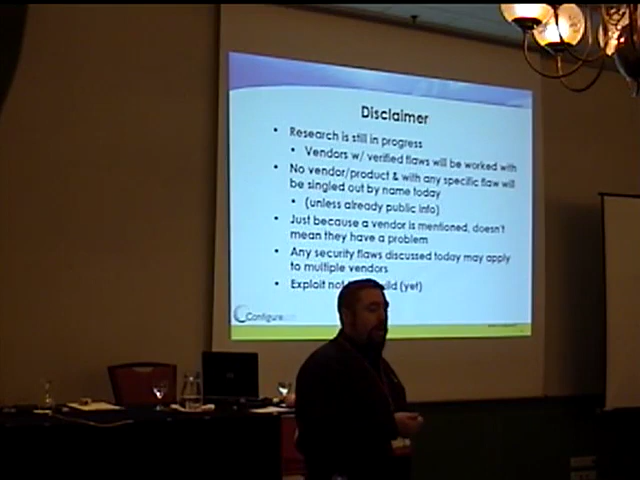 Disclaimer
• Research is still in progress
• Vendors w/ verified flaws will be worked with
• No vendor/product & with any specific flaw will
be singled out by name today
• (unless already public info)
• Just because a vendor is mentioned, doesn't
mean they have a problem
• Any security flaws discussed today may apply
to multiple vendors
• Exploit not (yet)
Configure